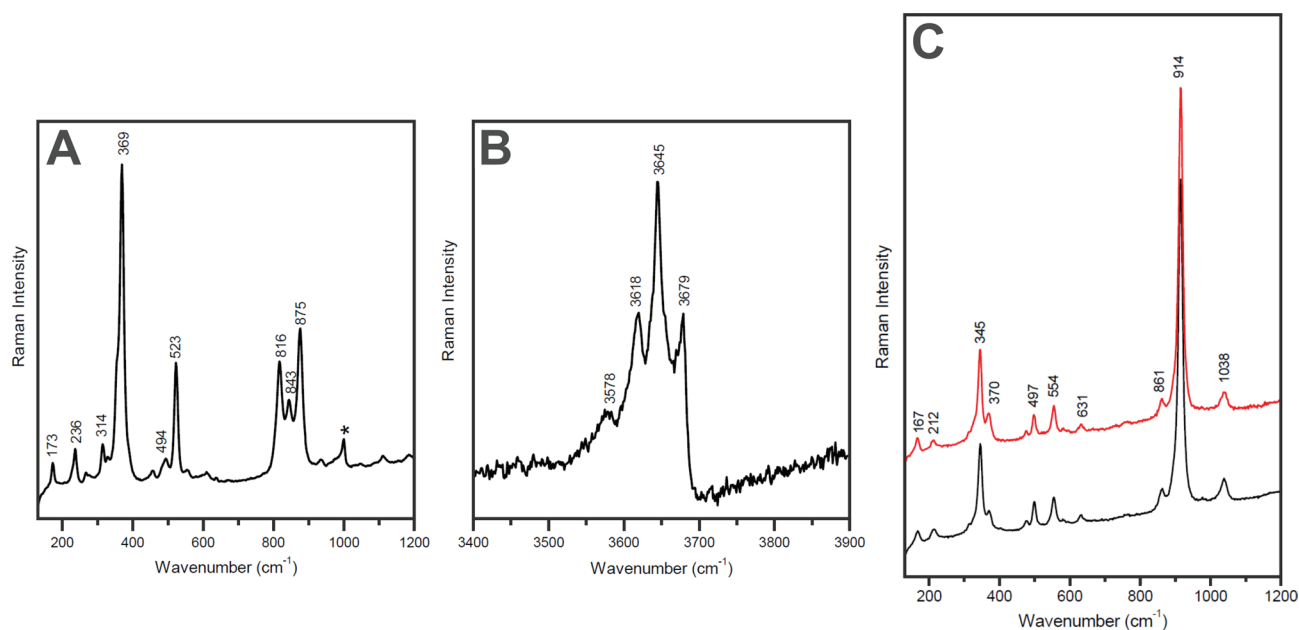 A
369
173
236
314
494
523
816
843
875
*
Raman Intensity
200 400 600 800 1000 1200
Wavenumber (cm-1)
B
3578
3618
3645
3679
Raman Intensity
3400 3500 3600 3700 3800 3900
Wavenumber (cm-1)
C
914
345
370
167
212
497
554
631
861
1038
Raman Intensity
200 400 600 800 1000 1200
Wavenumber (cm-1)